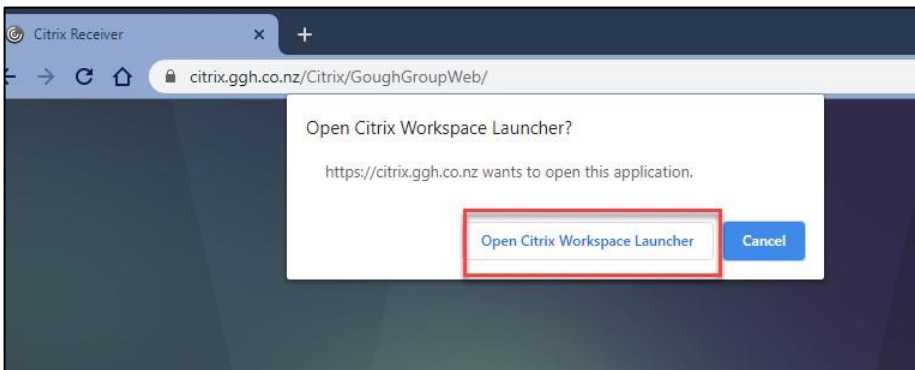 Citrix Receiver
citrix.ggh.co.nz/Citrix/GoughGroupWeb/
Open Citrix Workspace Launcher?
https://citrix.ggh.co.nz wants to open this application.
Open Citrix Workspace Launcher Cancel